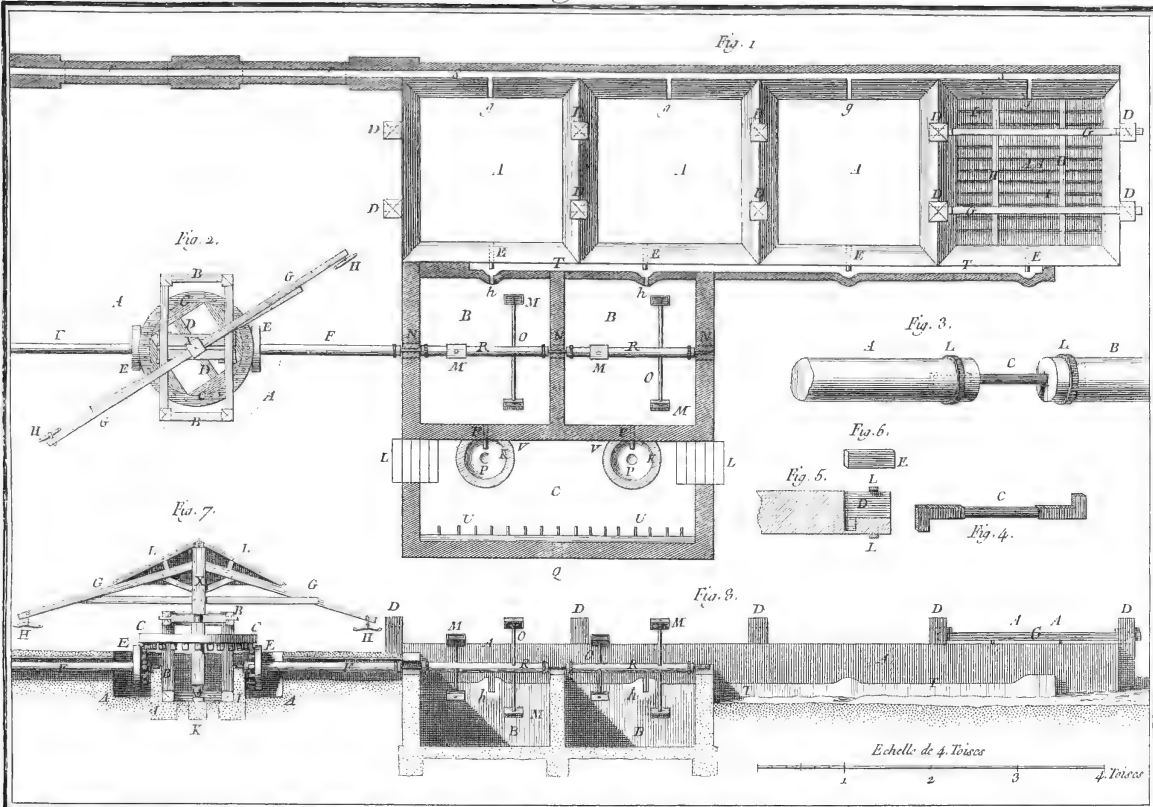 Fig. 1
g g g
D D D D D
F G
A A A A A
H H I
D D D D D
G
E E E E
T T
h h
Fig. 2.
B G H
A C
D E
F F
E D
C A
H G B
B M B M
N R O N R N
M M O
M M
P P
L V K V K L
P P
C
U U
Q
Fig. 3.
A L C L B
Fig. 6.
E
Fig. 5.
L
D
L
C
Fig. 4.
Fig. 7.
L L
G X G
B
H H
C C
E E
F F
B
A A
K
Fig. 8.
D D D D D
M O M A A
A G
O
R R A
h h T T
M
B B
Echelle de 4. Toises
1 2 3 4. Toises